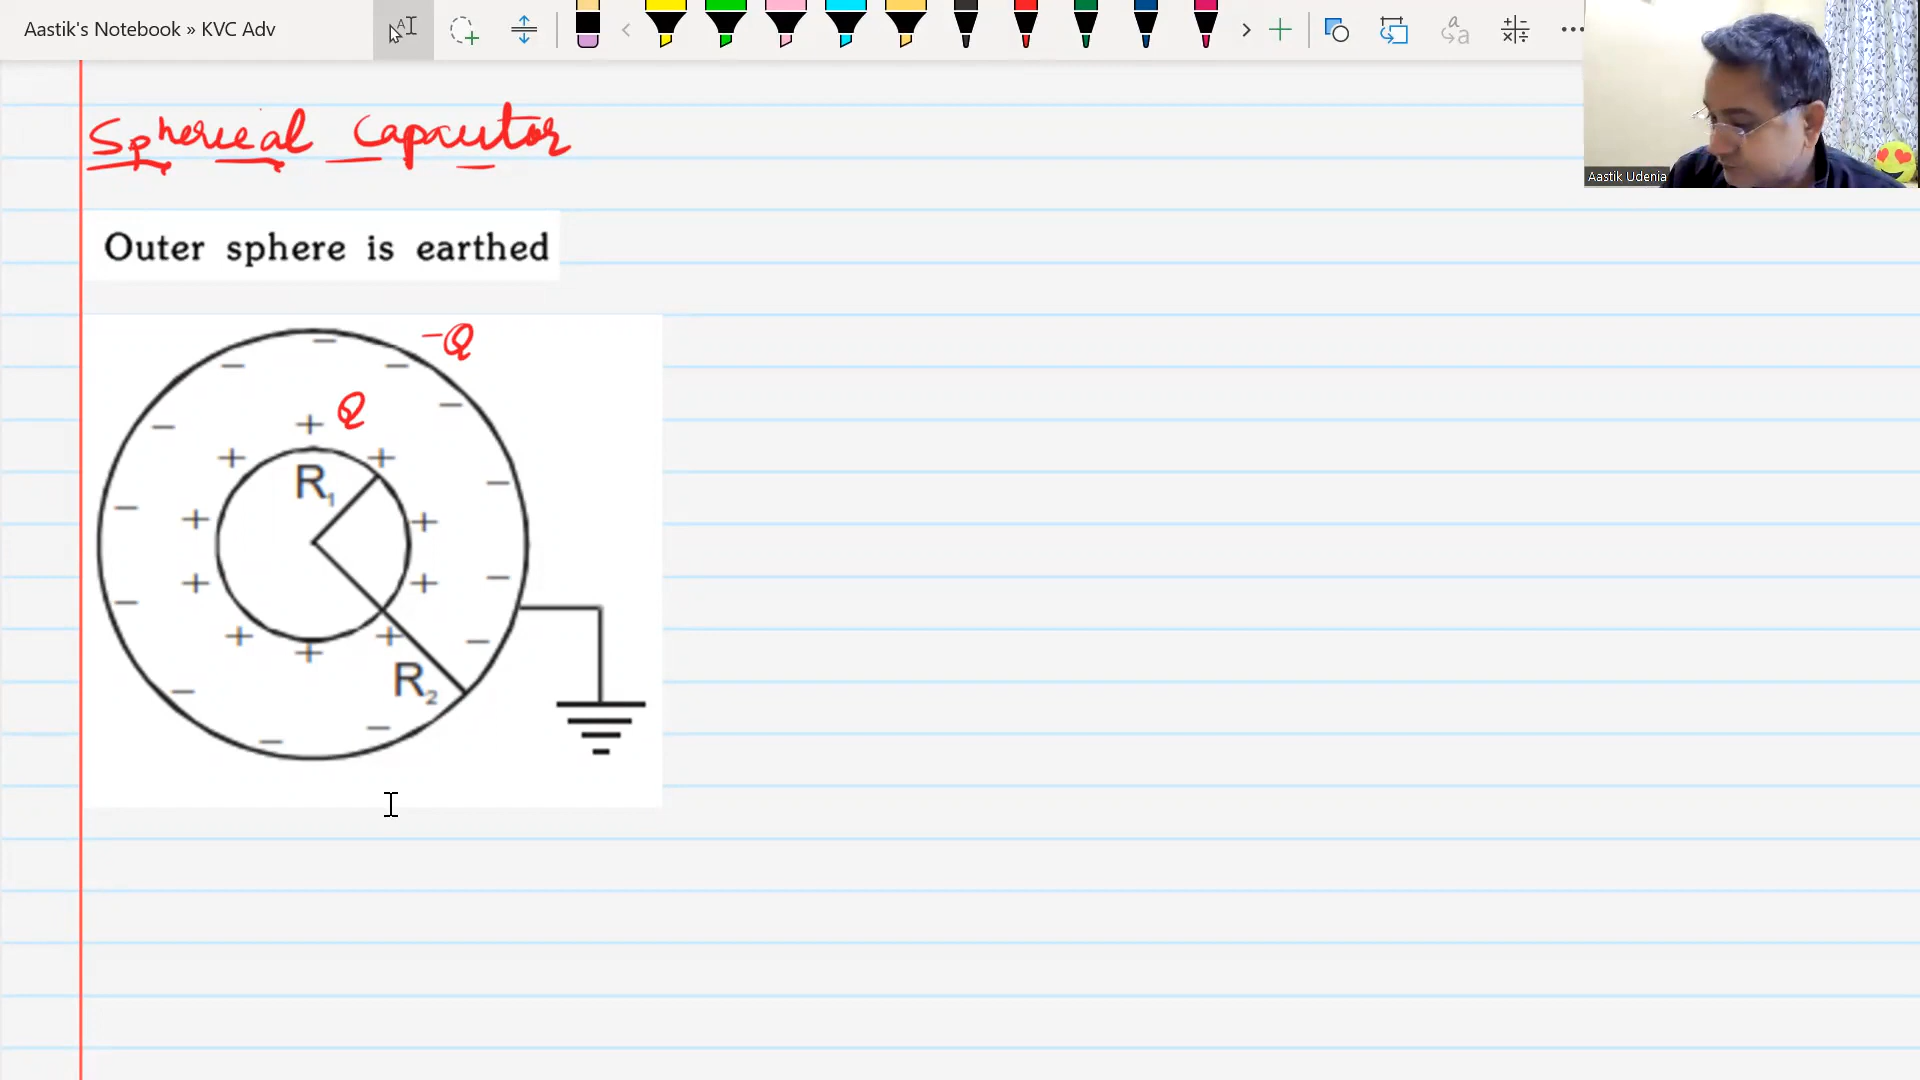 Aastik's Notebook » KVC Adv
Aastik Udenia
Spherical Capacitor
Outer sphere is earthed
-Q
Q
R₁
R₂